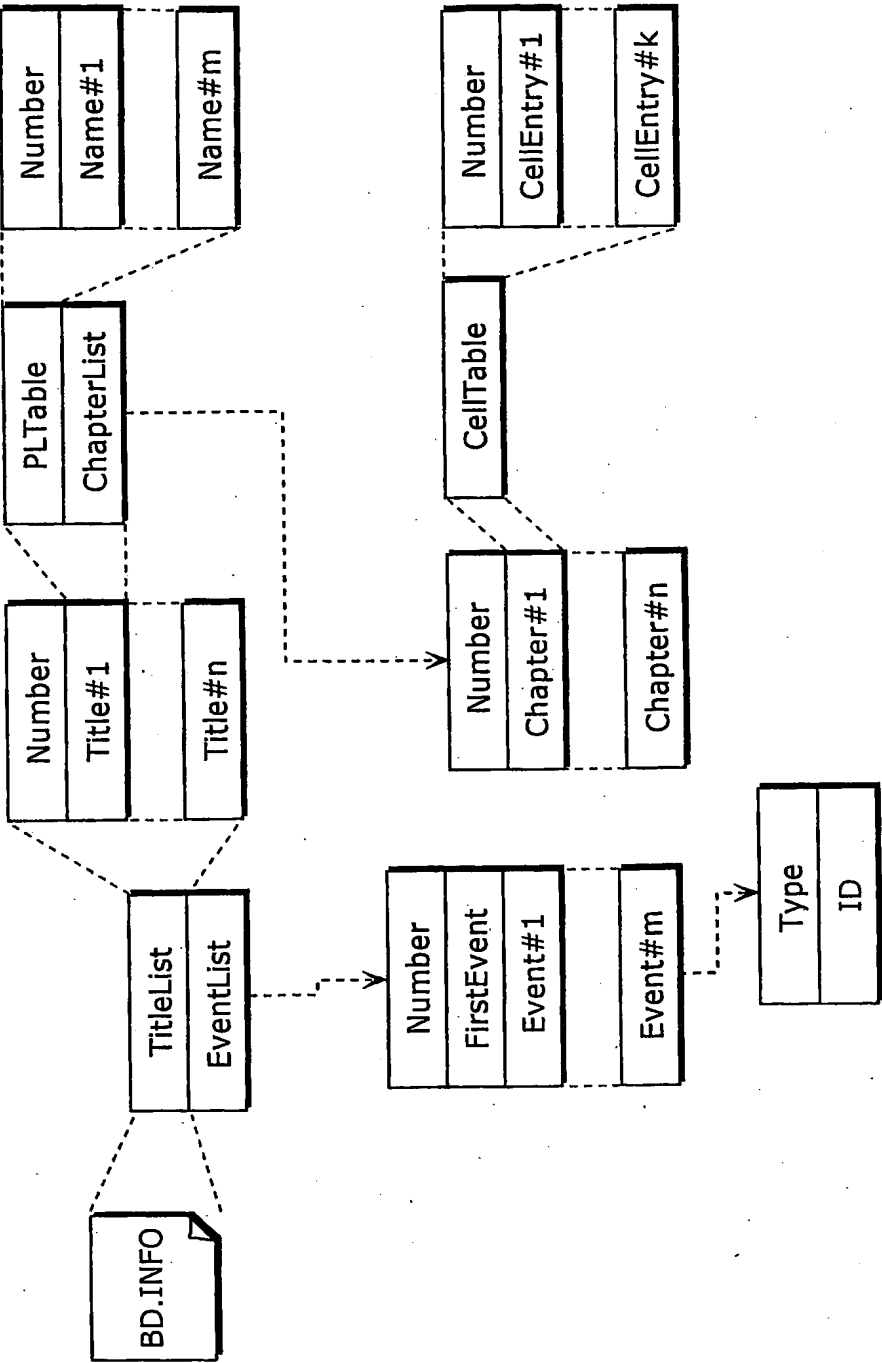 BD.INFO
TitleList
EventList
Number
Title#1
Title#n
PLTable
ChapterList
Number
Name#1
Name#m
Number
FirstEvent
Event#1
Event#m
Type
ID
Number
Chapter#1
Chapter#n
CellTable
Number
CellEntry#1
CellEntry#k